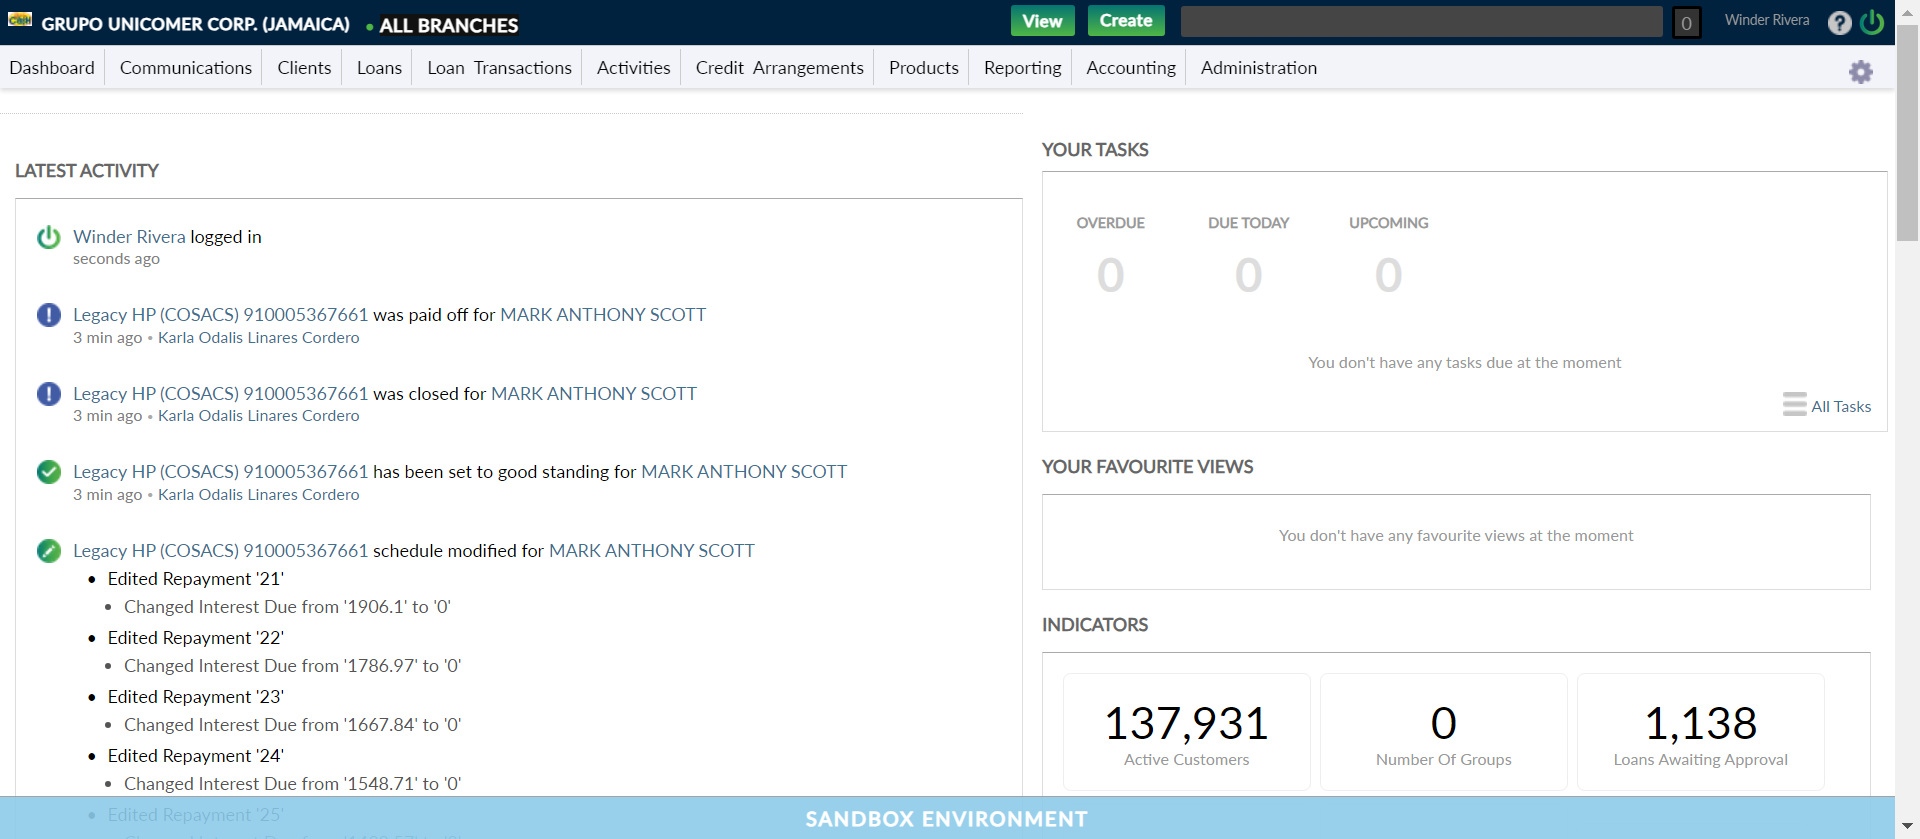 GRUPO UNICOMER CORP. (JAMAICA) • ALL BRANCHES
View Create 0 Winder Rivera ?
Dashboard Communications Clients Loans Loan Transactions Activities Credit Arrangements Products Reporting Accounting Administration
LATEST ACTIVITY
Winder Rivera logged in
seconds ago
Legacy HP (COSACS) 910005367661 was paid off for MARK ANTHONY SCOTT
3 min ago • Karla Odalis Linares Cordero
Legacy HP (COSACS) 910005367661 was closed for MARK ANTHONY SCOTT
3 min ago • Karla Odalis Linares Cordero
Legacy HP (COSACS) 910005367661 has been set to good standing for MARK ANTHONY SCOTT
3 min ago • Karla Odalis Linares Cordero
Legacy HP (COSACS) 910005367661 schedule modified for MARK ANTHONY SCOTT
• Edited Repayment '21'
• Changed Interest Due from '1906.1' to '0'
• Edited Repayment '22'
• Changed Interest Due from '1786.97' to '0'
• Edited Repayment '23'
• Changed Interest Due from '1667.84' to '0'
• Edited Repayment '24'
• Changed Interest Due from '1548.71' to '0'
• Edited Repayment '25'
YOUR TASKS
OVERDUE DUE TODAY UPCOMING
0 0 0
You don't have any tasks due at the moment
All Tasks
YOUR FAVOURITE VIEWS
You don't have any favourite views at the moment
INDICATORS
137,931 0 1,138
Active Customers Number Of Groups Loans Awaiting Approval
SANDBOX ENVIRONMENT